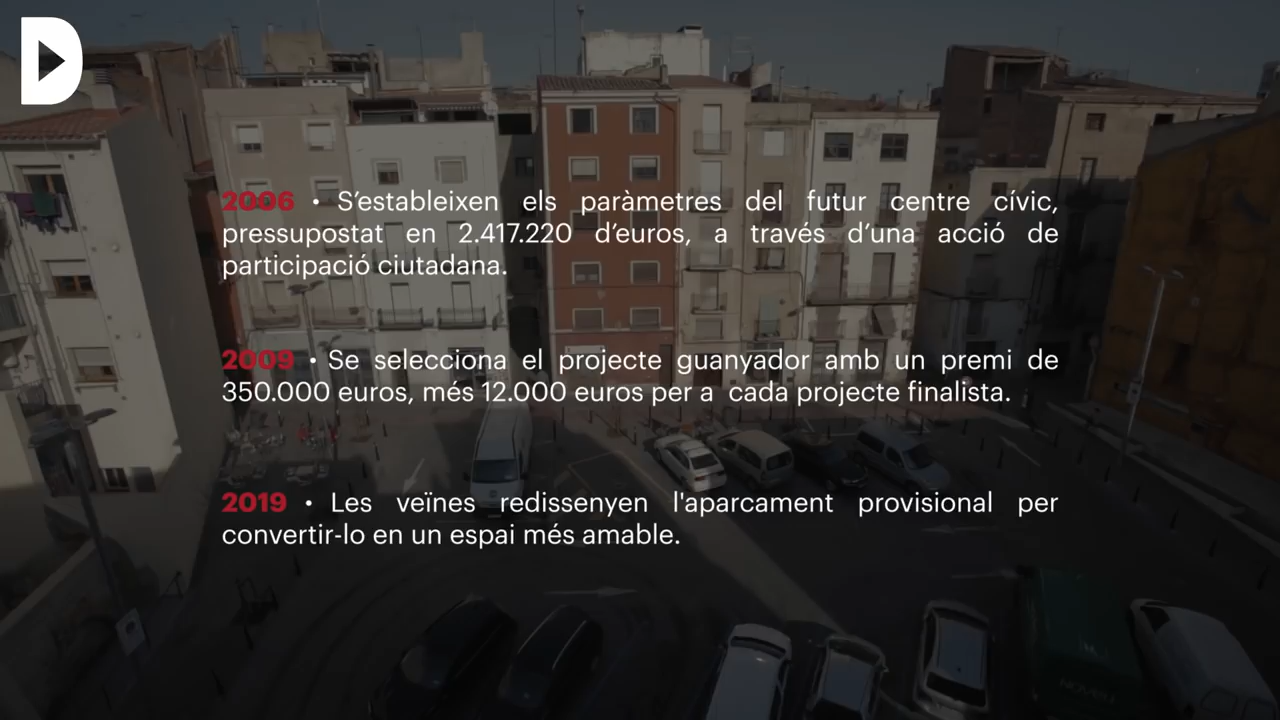 2006 • S’estableixen els paràmetres del futur centre cívic,
pressupostat en 2.417.220 d’euros, a través d’una acció de
participació ciutadana.
2009 • Se selecciona el projecte guanyador amb un premi de
350.000 euros, més 12.000 euros per a  cada projecte finalista.
2019 • Les veïnes redissenyen l'aparcament provisional per
convertir-lo en un espai més amable.